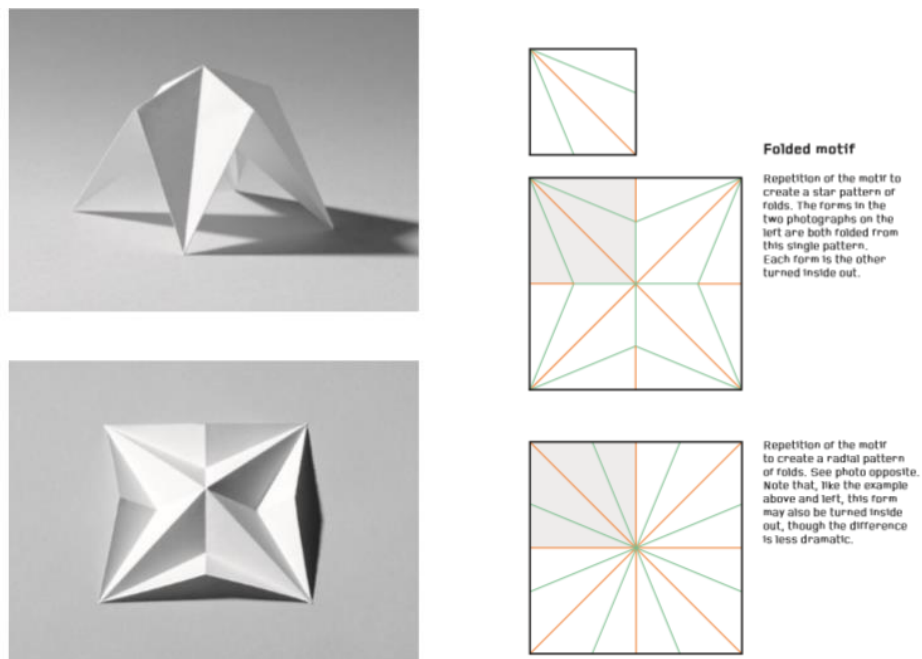 Folded motif
Repetition of the motif to
create a star pattern of
folds. The forms in the
two photographs on the
left are both folded from
this single pattern.
Each form is the other
turned inside out.
Repetition of the motif
to create a radial pattern
of folds. See photo opposite.
Note that, like the example
above and left, this form
may also be turned inside
out, though the difference
is less dramatic.